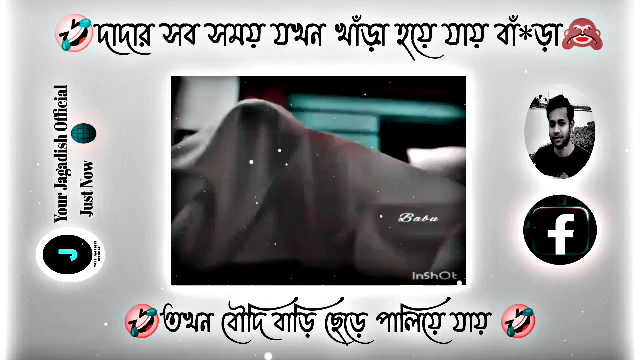 🤣দাদার সব সময় যখন খাঁড়া হয়ে যায় বাঁ*ড়া🙈
Your Jagadish Official
Just Now
J
Babu
InShOt
f
🤣তখন বৌদি বাড়ি ছেড়ে পালিয়ে যায় 🤣